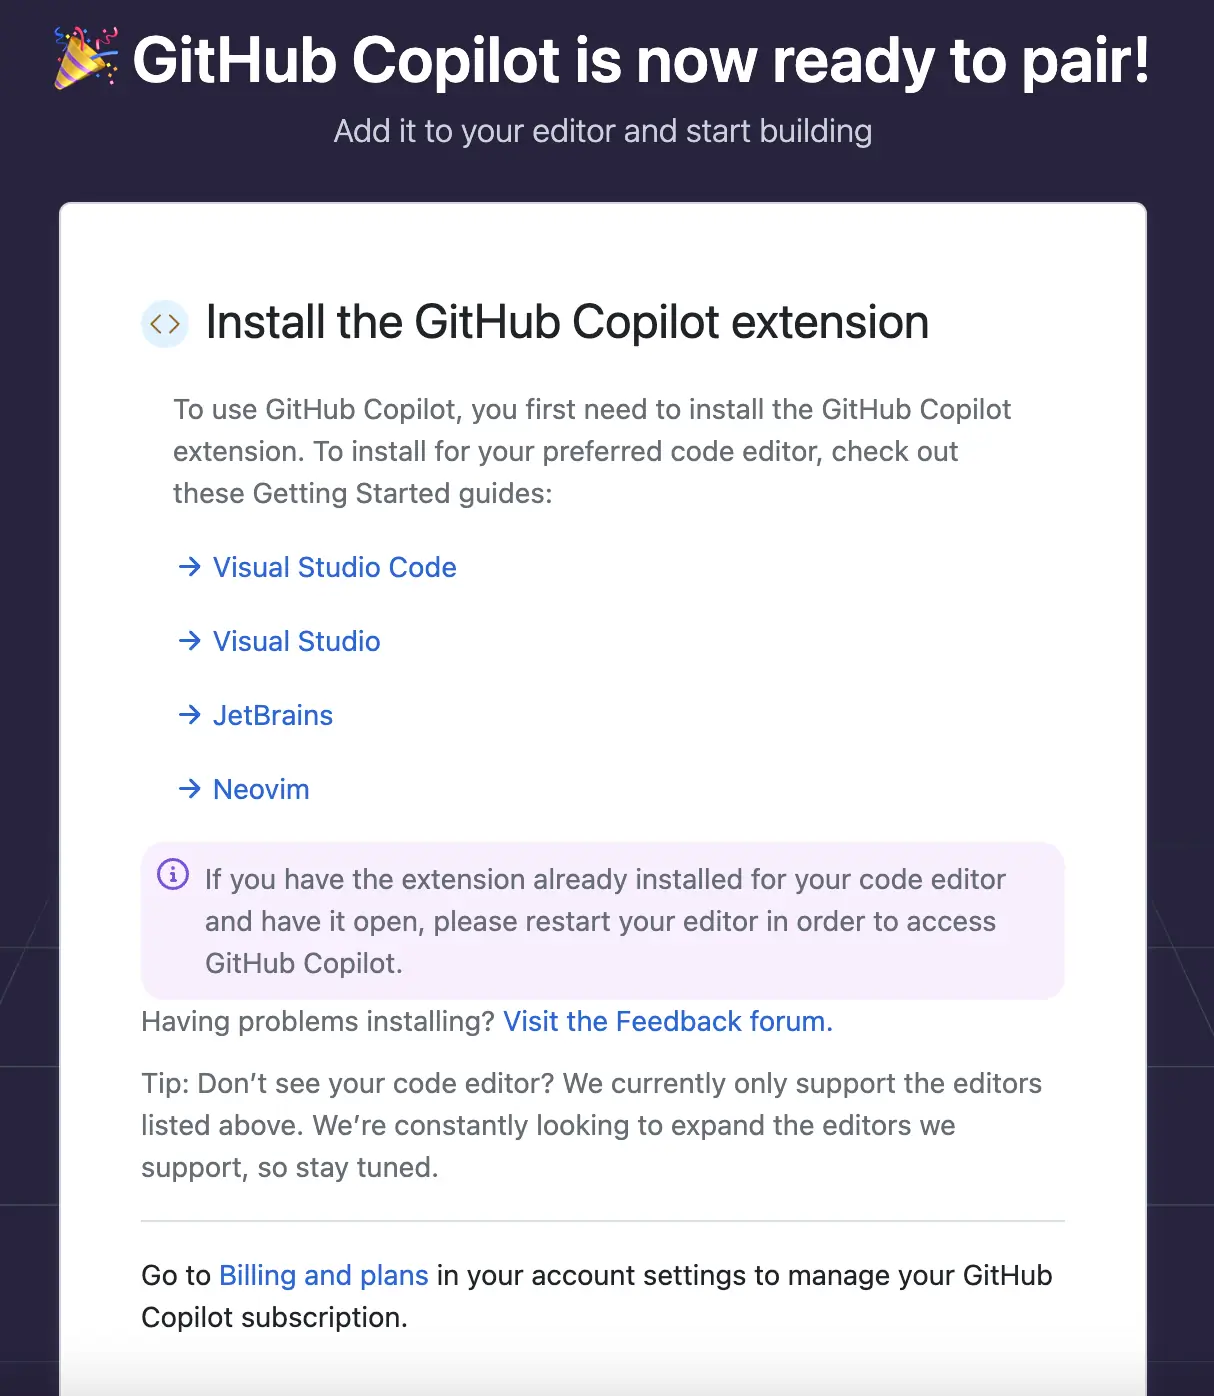 🎉 GitHub Copilot is now ready to pair!
Add it to your editor and start building
<> Install the GitHub Copilot extension
To use GitHub Copilot, you first need to install the GitHub Copilot
extension. To install for your preferred code editor, check out
these Getting Started guides:
→ Visual Studio Code
→ Visual Studio
→ JetBrains
→ Neovim
If you have the extension already installed for your code editor
and have it open, please restart your editor in order to access
GitHub Copilot.
Having problems installing? Visit the Feedback forum.
Tip: Don’t see your code editor? We currently only support the editors
listed above. We’re constantly looking to expand the editors we
support, so stay tuned.
Go to Billing and plans in your account settings to manage your GitHub
Copilot subscription.